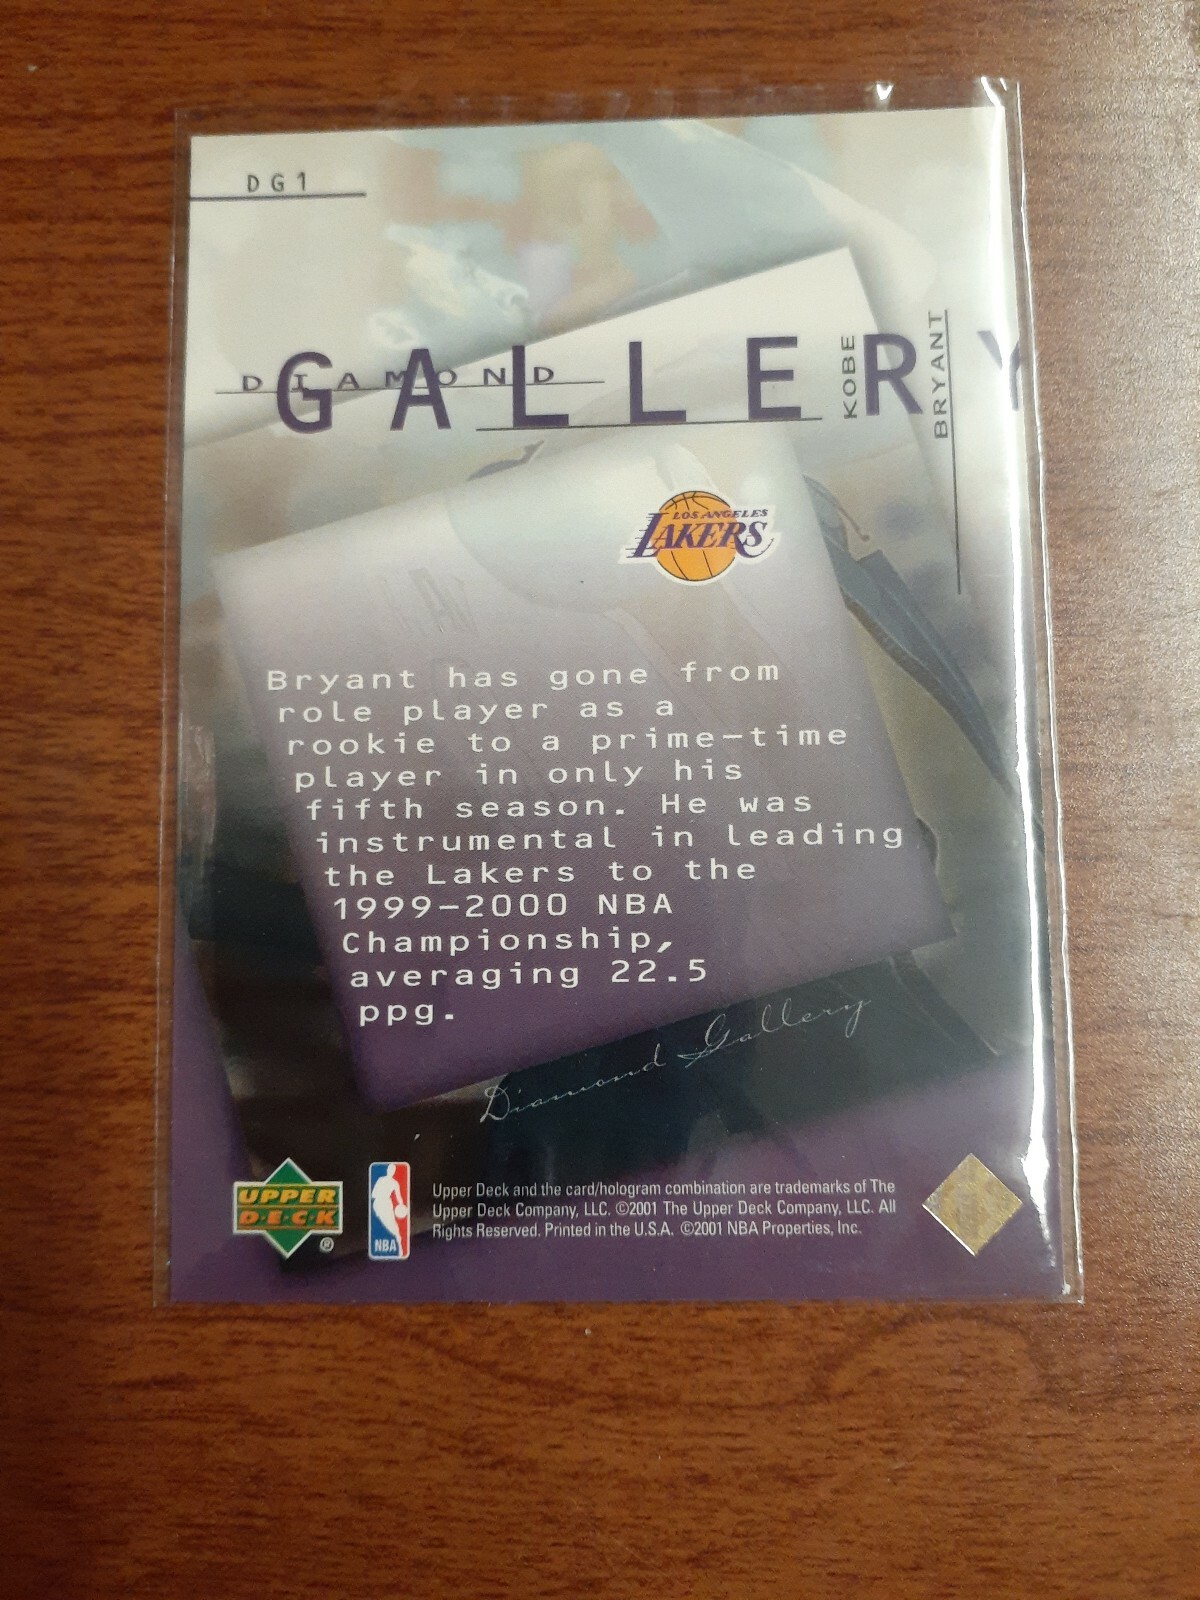 DG1
DIAMOND
GALLERY
KOBE
BRYANT
LOS ANGELES
LAKERS
Bryant has gone from
role player as a
rookie to a prime-time
player in only his
fifth season. He was
instrumental in leading
the Lakers to the
1999-2000 NBA
Championship,
averaging 22.5
ppg.
Diamond Gallery
UPPER
D·E·C·K
®
NBA
Upper Deck and the card/hologram combination are trademarks of The
Upper Deck Company, LLC. ©2001 The Upper Deck Company, LLC. All
Rights Reserved. Printed in the U.S.A. ©2001 NBA Properties, Inc.